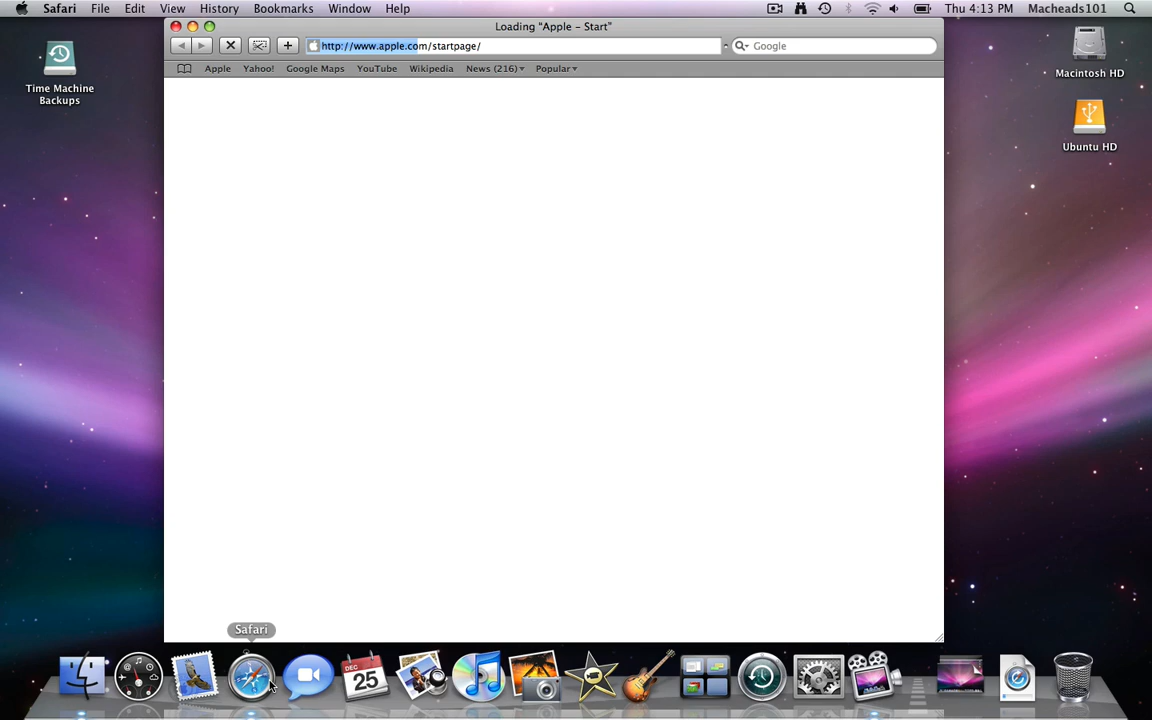 Safari File Edit View History Bookmarks Window Help Thu 4:13 PM Macheads101
Loading “Apple – Start”
http://www.apple.com/startpage/ Google
Apple Yahoo! Google Maps YouTube Wikipedia News (216) Popular
Time Machine
Backups
Macintosh HD
Ubuntu HD
Safari
DEC
25